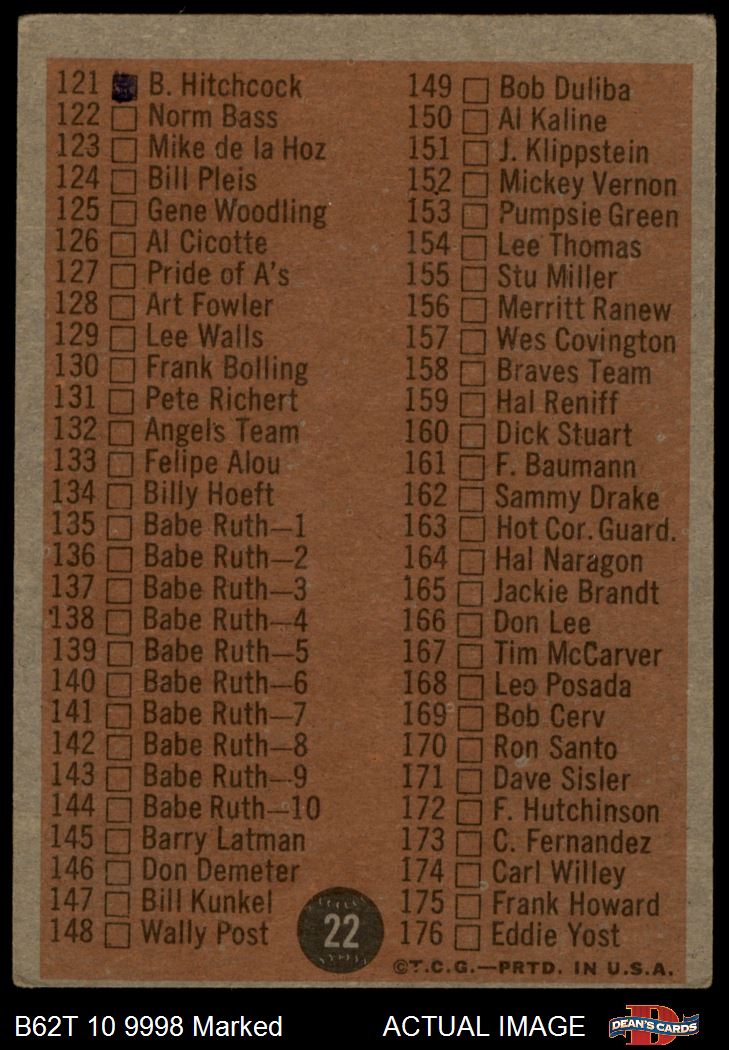 121 B. Hitchcock
122 Norm Bass
123 Mike de la Hoz
124 Bill Pleis
125 Gene Woodling
126 Al Cicotte
127 Pride of A's
128 Art Fowler
129 Lee Walls
130 Frank Bolling
131 Pete Richert
132 Angels Team
133 Felipe Alou
134 Billy Hoeft
135 Babe Ruth—1
136 Babe Ruth—2
137 Babe Ruth—3
138 Babe Ruth—4
139 Babe Ruth—5
140 Babe Ruth—6
141 Babe Ruth—7
142 Babe Ruth—8
143 Babe Ruth—9
144 Babe Ruth—10
145 Barry Latman
146 Don Demeter
147 Bill Kunkel
148 Wally Post
149 Bob Duliba
150 Al Kaline
151 J. Klippstein
152 Mickey Vernon
153 Pumpsie Green
154 Lee Thomas
155 Stu Miller
156 Merritt Ranew
157 Wes Covington
158 Braves Team
159 Hal Reniff
160 Dick Stuart
161 F. Baumann
162 Sammy Drake
163 Hot Cor. Guard.
164 Hal Naragon
165 Jackie Brandt
166 Don Lee
167 Tim McCarver
168 Leo Posada
169 Bob Cerv
170 Ron Santo
171 Dave Sisler
172 F. Hutchinson
173 C. Fernandez
174 Carl Willey
175 Frank Howard
176 Eddie Yost
22
©T.C.G.—PRTD. IN U.S.A.
B62T 10 9998 Marked
ACTUAL IMAGE
DEAN'S CARDS